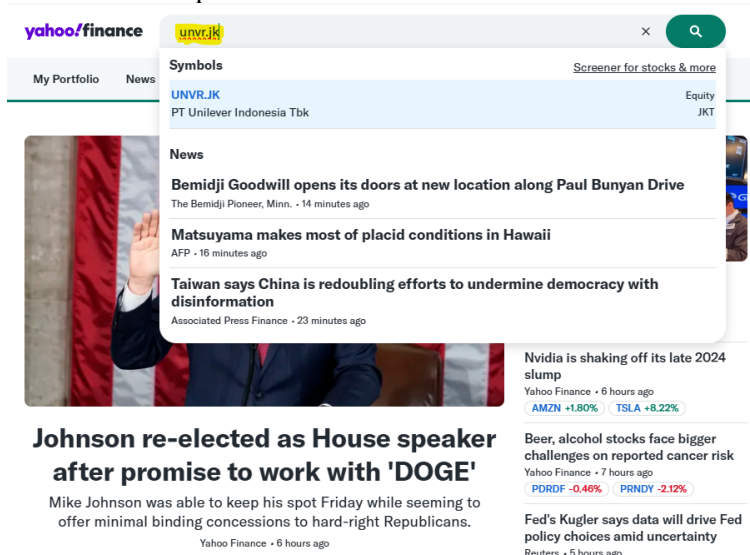 yahoo!finance
unvr.jk
My Portfolio
News
Symbols
Screener for stocks & more
UNVR.JK
Equity
PT Unilever Indonesia Tbk
JKT
News
Bemidji Goodwill opens its doors at new location along Paul Bunyan Drive
The Bemidji Pioneer, Minn. • 14 minutes ago
Matsuyama makes most of placid conditions in Hawaii
AFP • 16 minutes ago
Taiwan says China is redoubling efforts to undermine democracy with
disinformation
Associated Press Finance • 23 minutes ago
Johnson re-elected as House speaker
after promise to work with 'DOGE'
Mike Johnson was able to keep his spot Friday while seeming to
offer minimal binding concessions to hard-right Republicans.
Yahoo Finance • 6 hours ago
Nvidia is shaking off its late 2024
slump
Yahoo Finance • 6 hours ago
AMZN +1.80% TSLA +8.22%
Beer, alcohol stocks face bigger
challenges on reported cancer risk
Yahoo Finance • 7 hours ago
PDRDF -0.46% PRNDY -2.12%
Fed's Kugler says data will drive Fed
policy choices amid uncertainty
Reuters • 5 hours ago